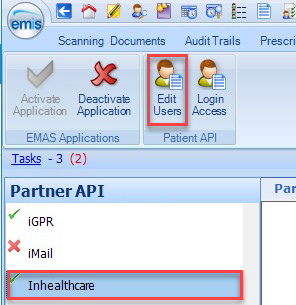 emis
Scanning Documents Audit Trails Prescri
Activate Application
Deactivate Application
Edit Users
Login Access
EMAS Applications
Patient API
Tasks - 3 (2)
Partner API
Par
iGPR
iMail
Inhealthcare